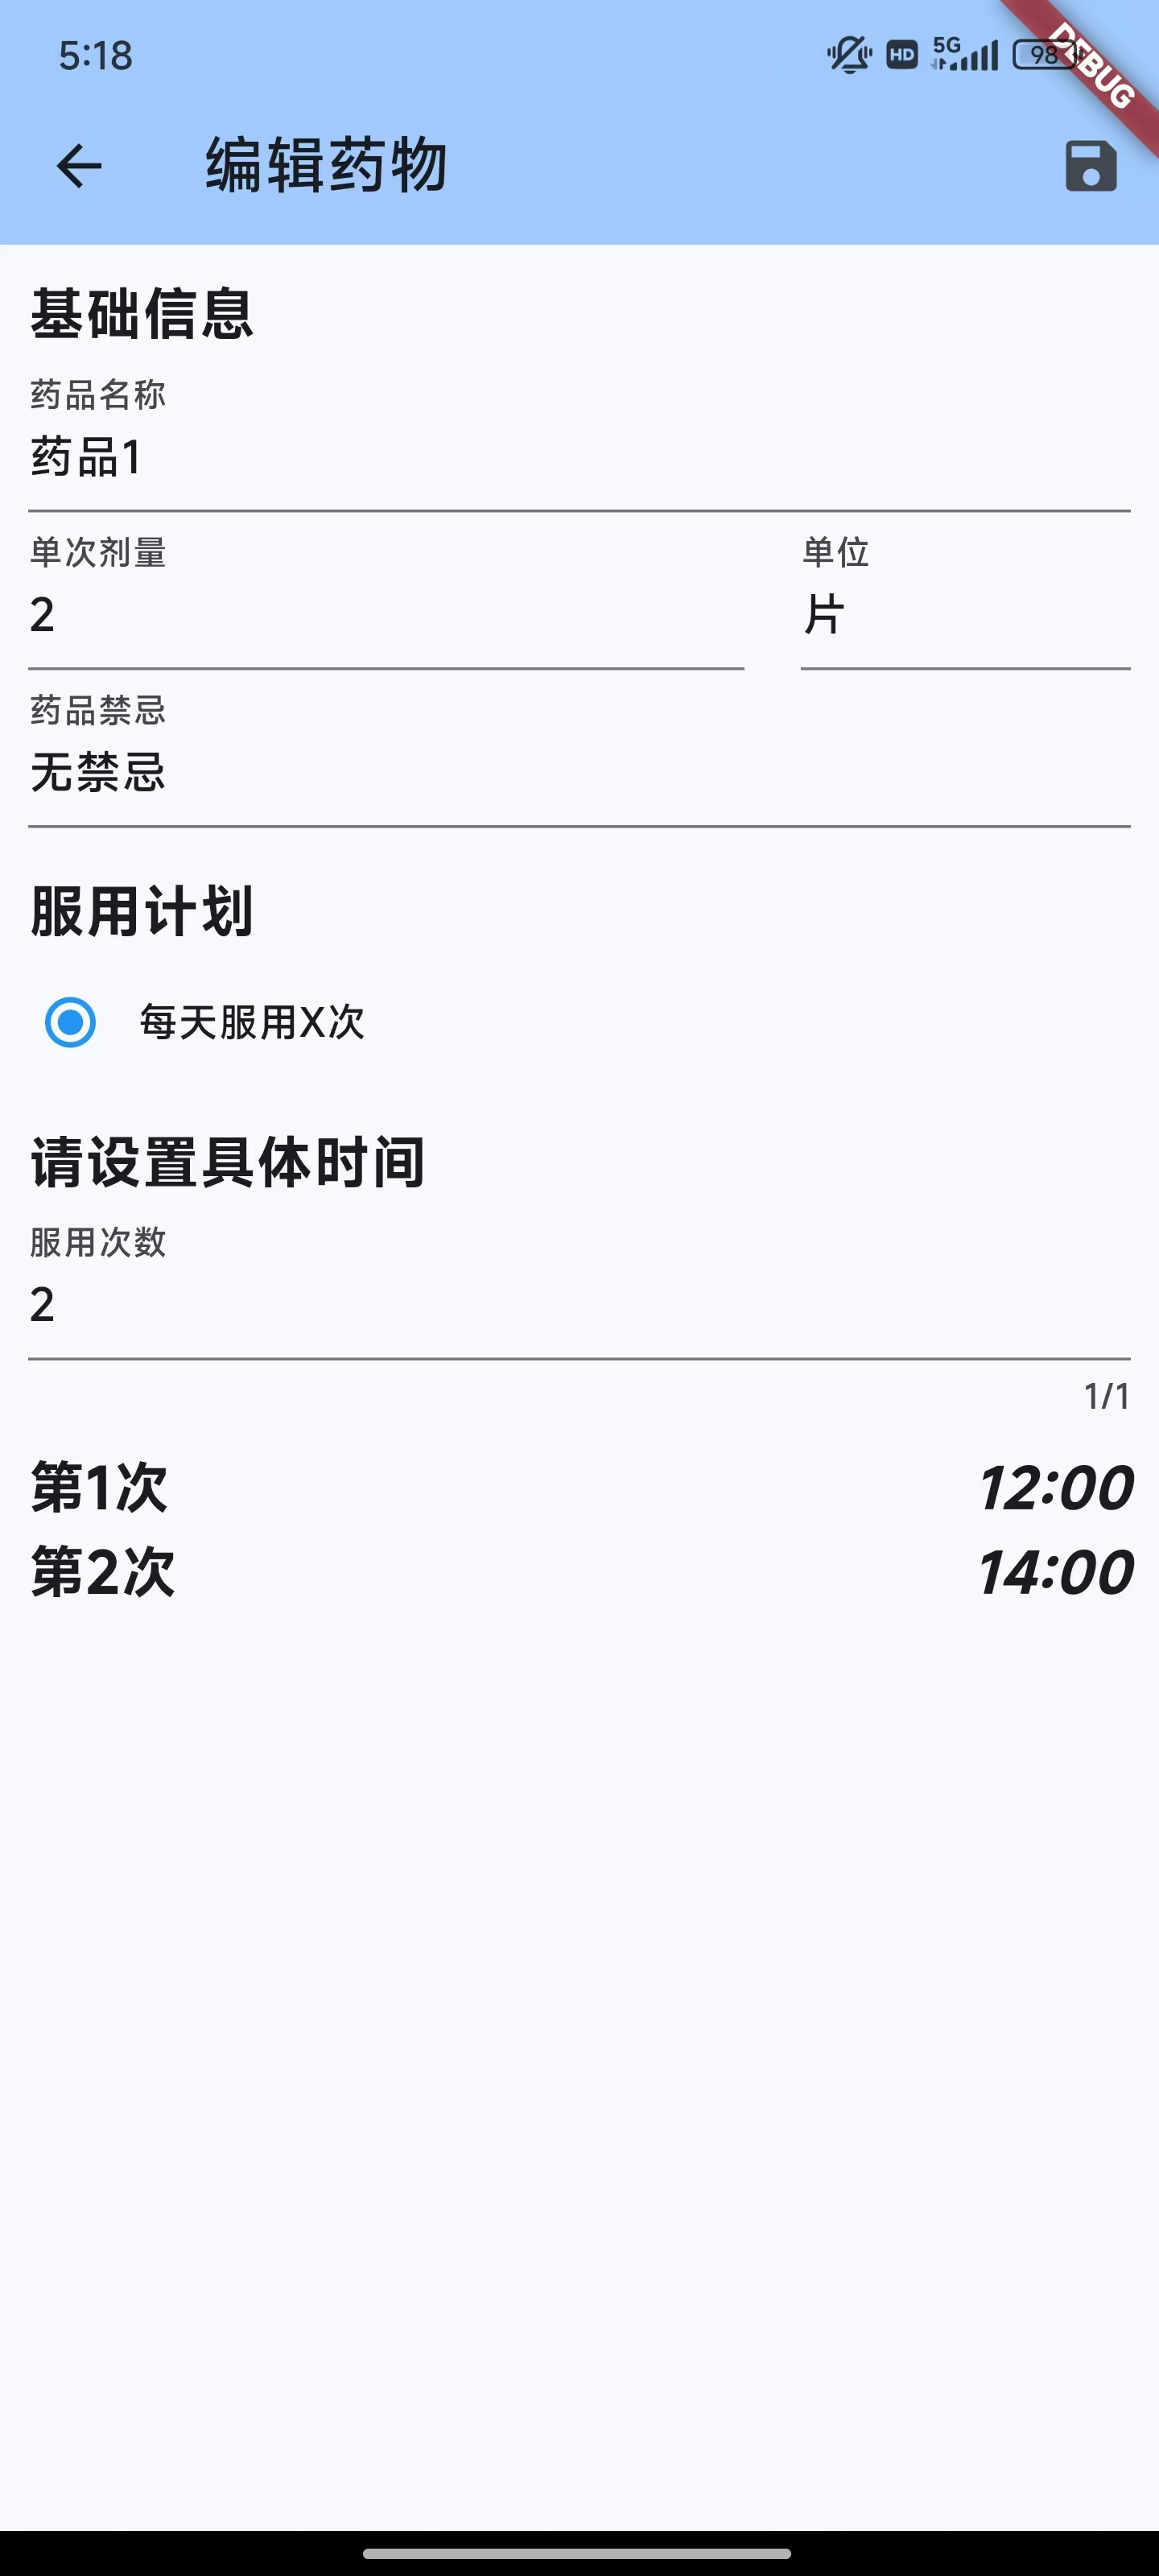 5:18
HD 5G 98
DEBUG
编辑药物
基础信息
药品名称
药品1
单次剂量 单位
2 片
药品禁忌
无禁忌
服用计划
每天服用X次
请设置具体时间
服用次数
2
1/1
第1次 12:00
第2次 14:00